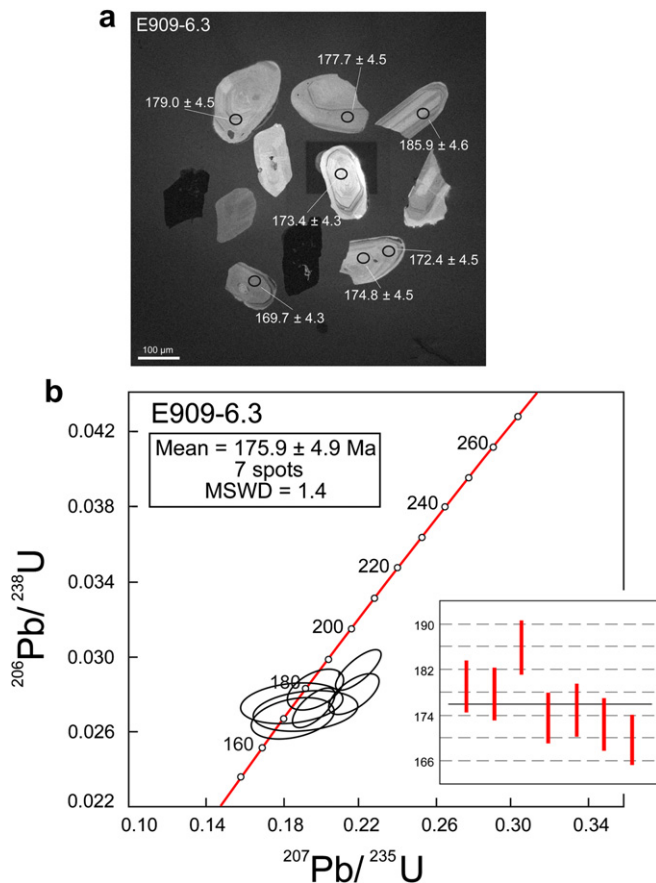 a
E909-6.3
177.7 ± 4.5
179.0 ± 4.5
185.9 ± 4.6
173.4 ± 4.3
172.4 ± 4.5
174.8 ± 4.5
169.7 ± 4.3
100 µm
b
E909-6.3
Mean = 175.9 ± 4.9 Ma
7 spots
MSWD = 1.4
0.042
0.038
0.034
0.030
0.026
0.022
206Pb/238U
260
240
220
200
180
160
190
182
174
166
0.10
0.14
0.18
0.22
0.26
0.30
0.34
207Pb/235U